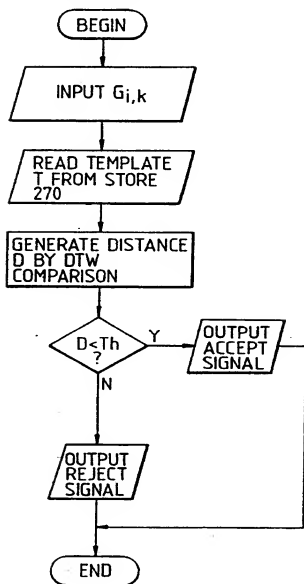 BEGIN
INPUT Gi,k
READ TEMPLATE
T FROM STORE
270
GENERATE DISTANCE
D BY DTW
COMPARISON
D<Th
?
Y
OUTPUT
ACCEPT
SIGNAL
N
OUTPUT
REJECT
SIGNAL
END